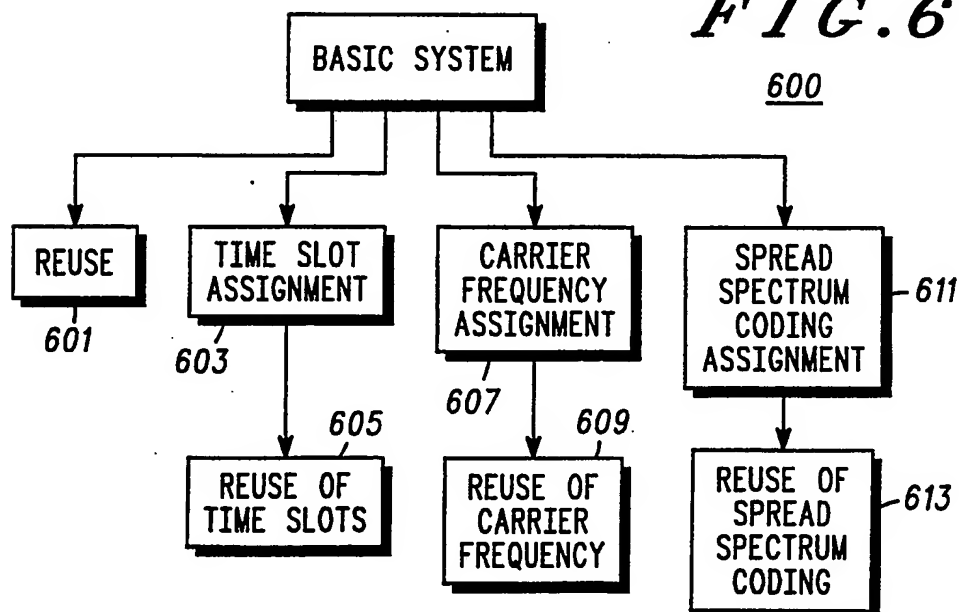 FIG.6
600
BASIC SYSTEM
REUSE
601
TIME SLOT
ASSIGNMENT
603
CARRIER
FREQUENCY
ASSIGNMENT
607
SPREAD
SPECTRUM
CODING
ASSIGNMENT
611
605
REUSE OF
TIME SLOTS
609
REUSE OF
CARRIER
FREQUENCY
REUSE OF
SPREAD
SPECTRUM
CODING
613